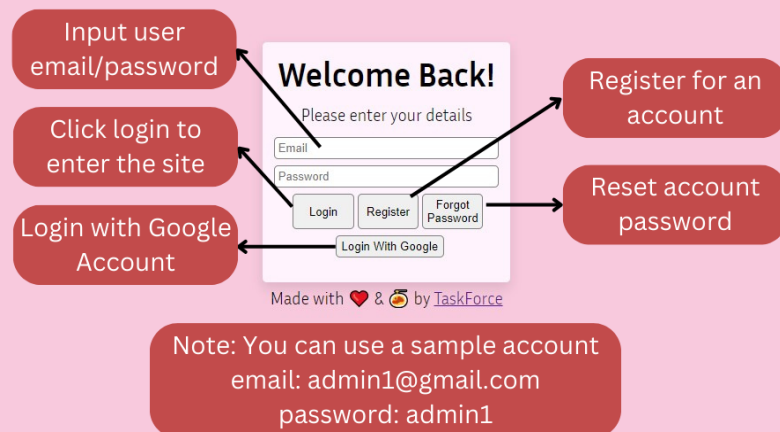 Input user
email/password
Click login to
enter the site
Login with Google
Account
Welcome Back!
Please enter your details
Email
Password
Login
Register
Forgot
Password
Login With Google
Made with ❤️ & 🍝 by TaskForce
Register for an
account
Reset account
password
Note: You can use a sample account
email: admin1@gmail.com
password: admin1